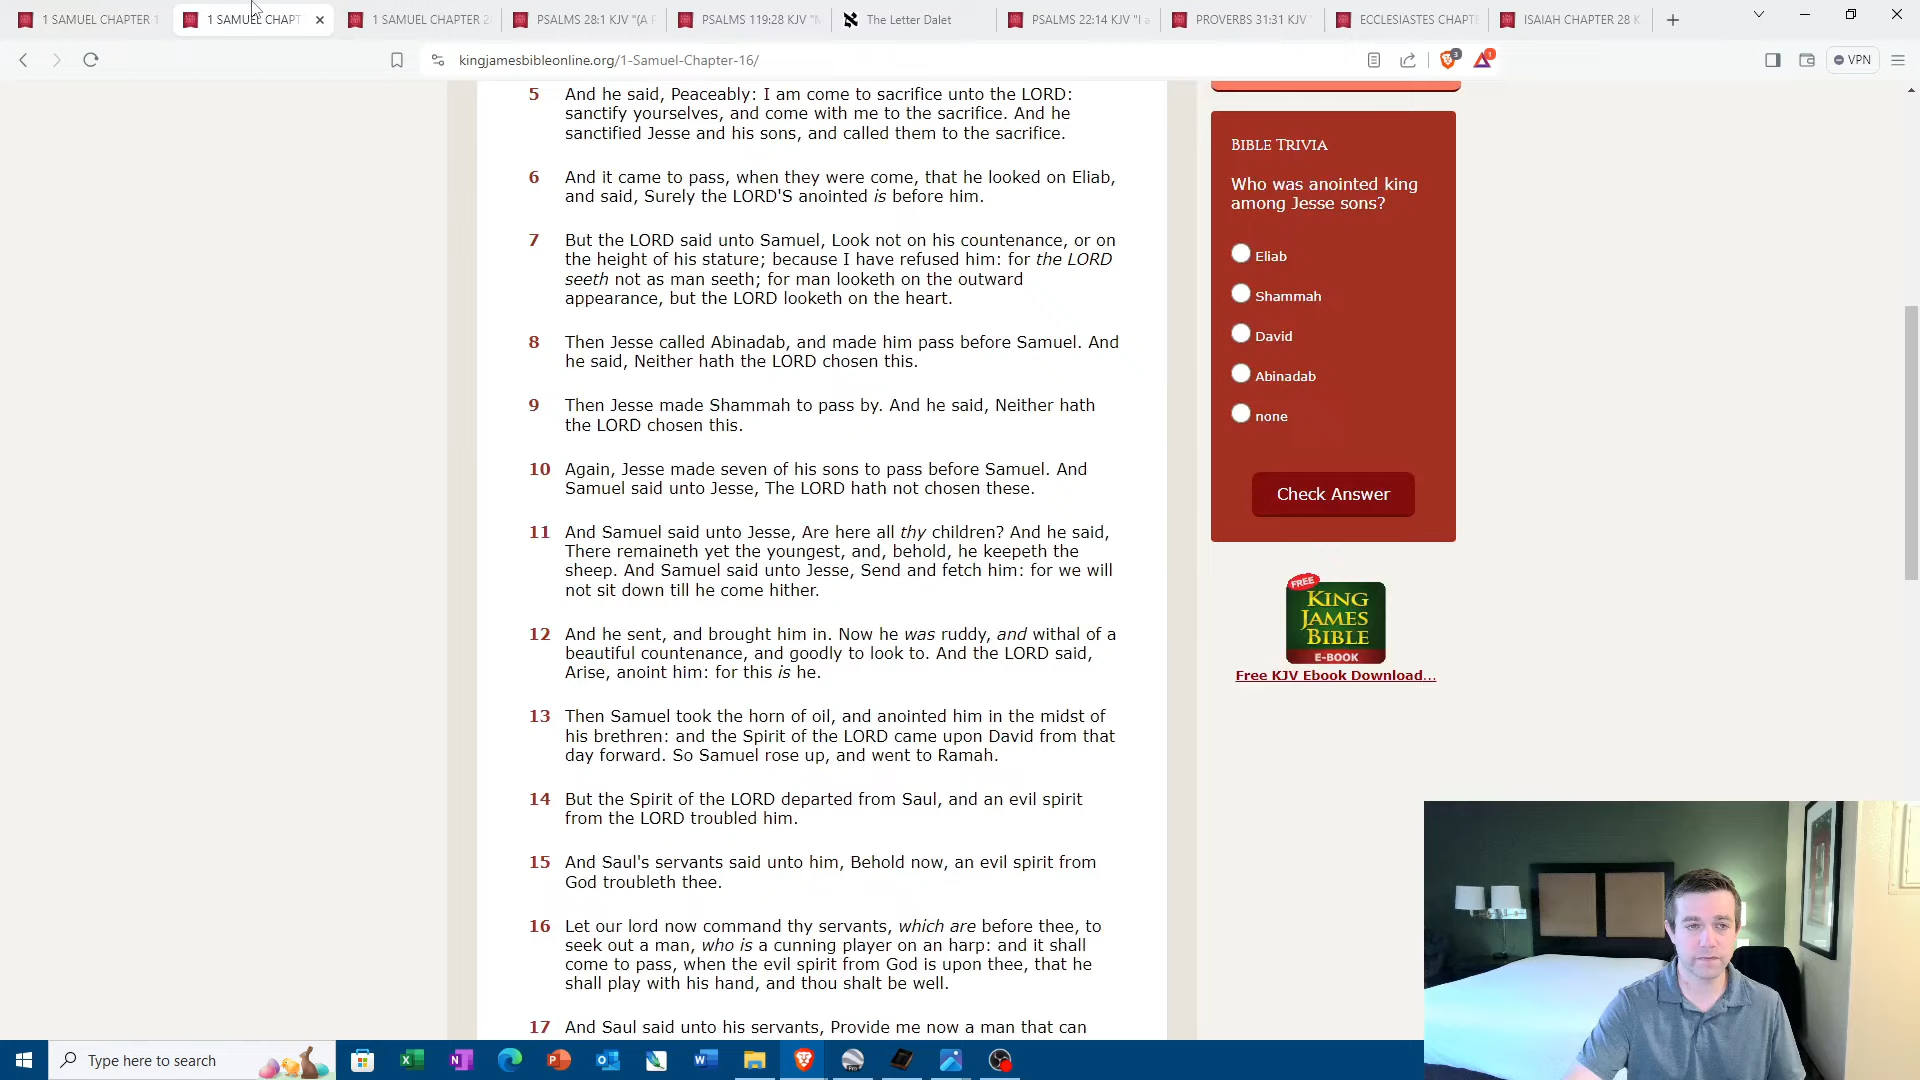 1 SAMUEL CHAPTER 1
1 SAMUEL CHAPT
1 SAMUEL CHAPTER 2
PSALMS 28:1 KJV "(A P
PSALMS 119:28 KJV "M
The Letter Dalet
PSALMS 22:14 KJV "I a
PROVERBS 31:31 KJV
ECCLESIASTES CHAPTE
ISAIAH CHAPTER 28 K
kingjamesbibleonline.org/1-Samuel-Chapter-16/
3
1
VPN
5 And he said, Peaceably: I am come to sacrifice unto the LORD:
sanctify yourselves, and come with me to the sacrifice. And he
sanctified Jesse and his sons, and called them to the sacrifice.
6 And it came to pass, when they were come, that he looked on Eliab,
and said, Surely the LORD'S anointed is before him.
7 But the LORD said unto Samuel, Look not on his countenance, or on
the height of his stature; because I have refused him: for the LORD
seeth not as man seeth; for man looketh on the outward
appearance, but the LORD looketh on the heart.
8 Then Jesse called Abinadab, and made him pass before Samuel. And
he said, Neither hath the LORD chosen this.
9 Then Jesse made Shammah to pass by. And he said, Neither hath
the LORD chosen this.
10 Again, Jesse made seven of his sons to pass before Samuel. And
Samuel said unto Jesse, The LORD hath not chosen these.
11 And Samuel said unto Jesse, Are here all thy children? And he said,
There remaineth yet the youngest, and, behold, he keepeth the
sheep. And Samuel said unto Jesse, Send and fetch him: for we will
not sit down till he come hither.
12 And he sent, and brought him in. Now he was ruddy, and withal of a
beautiful countenance, and goodly to look to. And the LORD said,
Arise, anoint him: for this is he.
13 Then Samuel took the horn of oil, and anointed him in the midst of
his brethren: and the Spirit of the LORD came upon David from that
day forward. So Samuel rose up, and went to Ramah.
14 But the Spirit of the LORD departed from Saul, and an evil spirit
from the LORD troubled him.
15 And Saul's servants said unto him, Behold now, an evil spirit from
God troubleth thee.
16 Let our lord now command thy servants, which are before thee, to
seek out a man, who is a cunning player on an harp: and it shall
come to pass, when the evil spirit from God is upon thee, that he
shall play with his hand, and thou shalt be well.
17 And Saul said unto his servants, Provide me now a man that can
BIBLE TRIVIA
Who was anointed king
among Jesse sons?
Eliab
Shammah
David
Abinadab
none
Check Answer
FREE
KING
JAMES
BIBLE
E-BOOK
Free KJV Ebook Download...
Type here to search